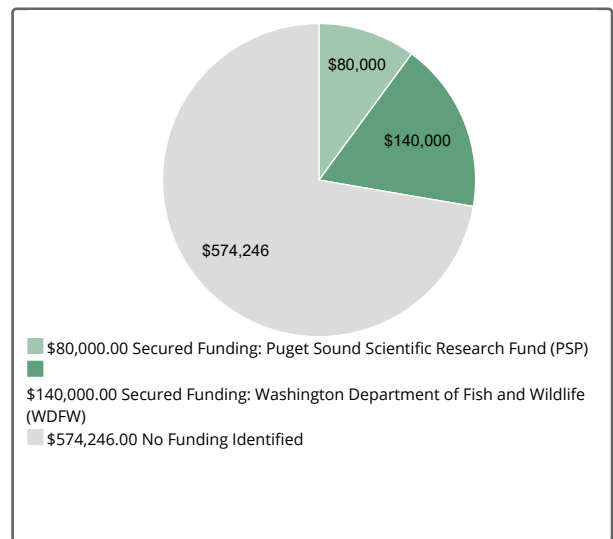 $80,000
$140,000
$574,246
$80,000.00 Secured Funding: Puget Sound Scientific Research Fund (PSP)
$140,000.00 Secured Funding: Washington Department of Fish and Wildlife
(WDFW)
$574,246.00 No Funding Identified